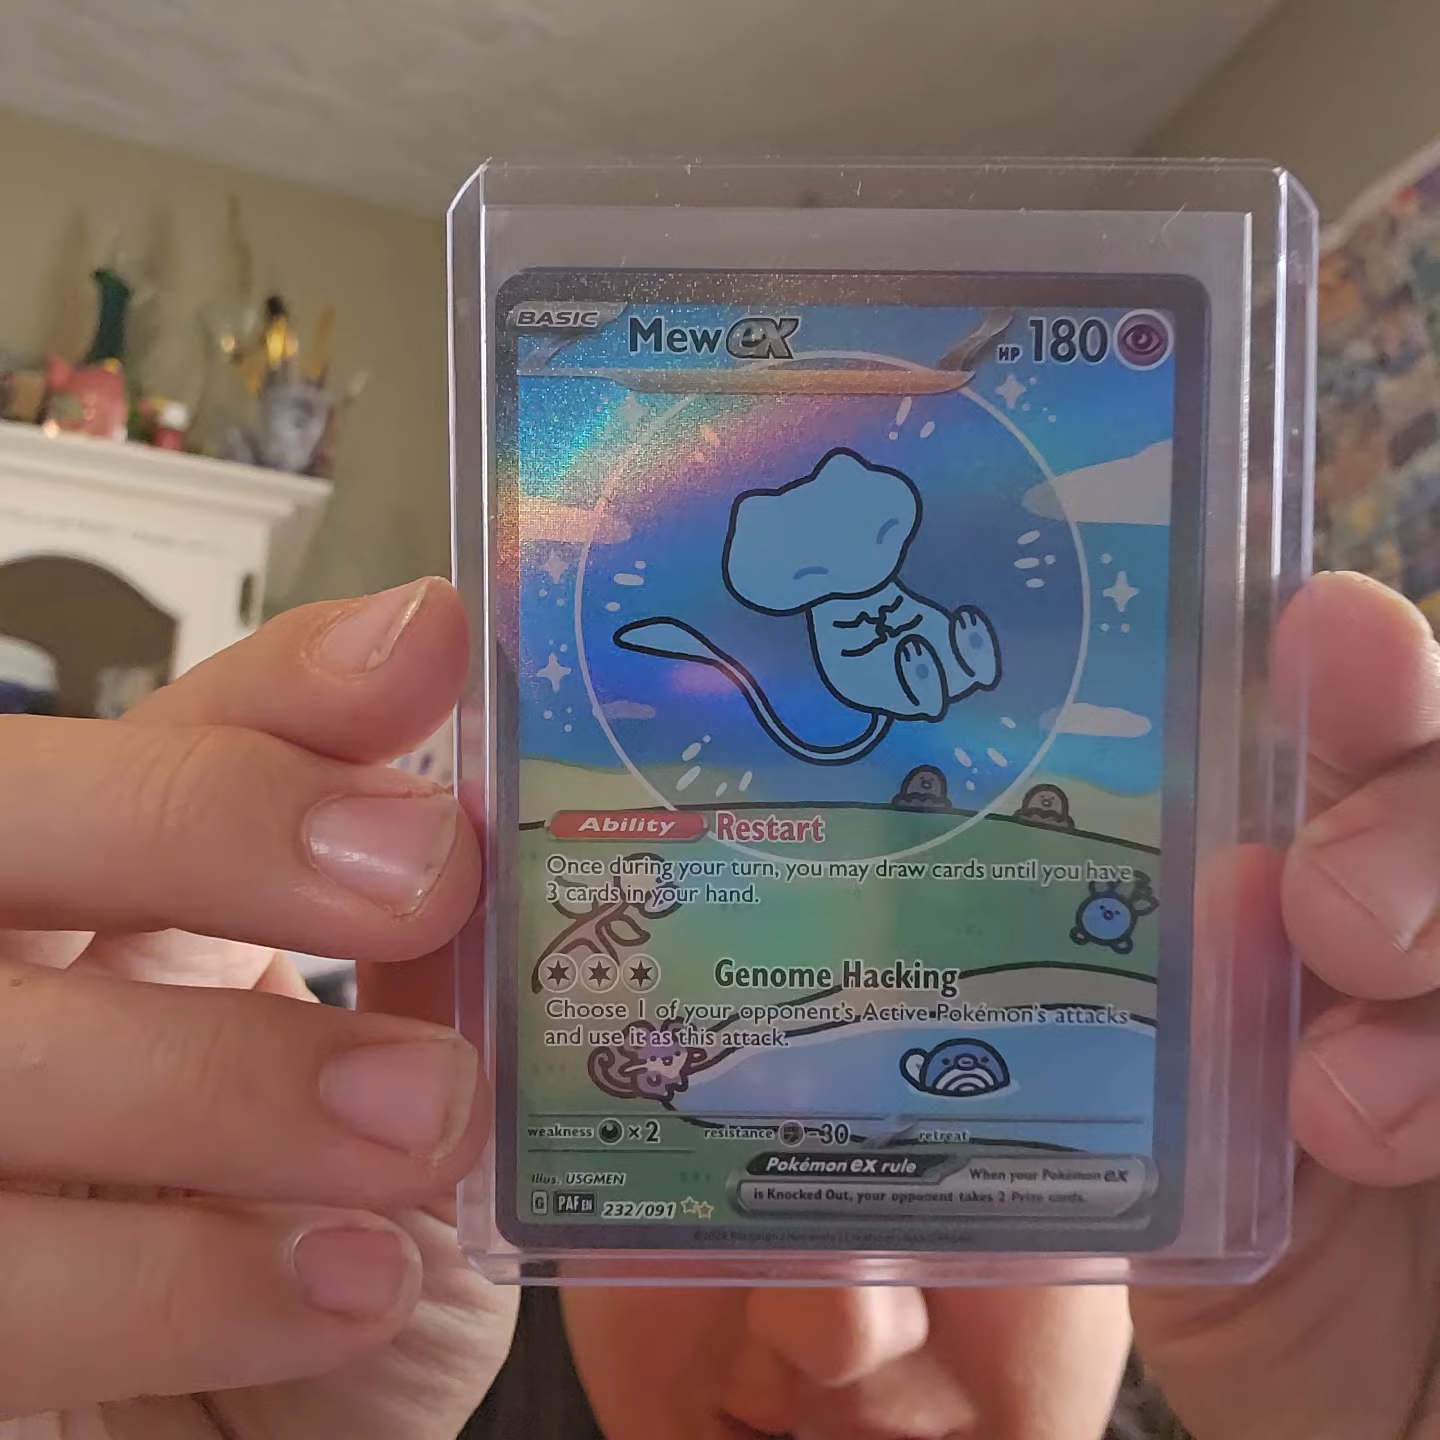 BASIC Mew ex HP 180
Ability Restart
Once during your turn, you may draw cards until you have
3 cards in your hand.
Genome Hacking
Choose 1 of your opponent's Active Pokémon's attacks
and use it as this attack.
weakness ×2 resistance -30 retreat
Illus. USGMEN
Pokémon ex rule When your Pokémon ex
is Knocked Out, your opponent takes 2 Prize cards.
G PAF EN 232/091